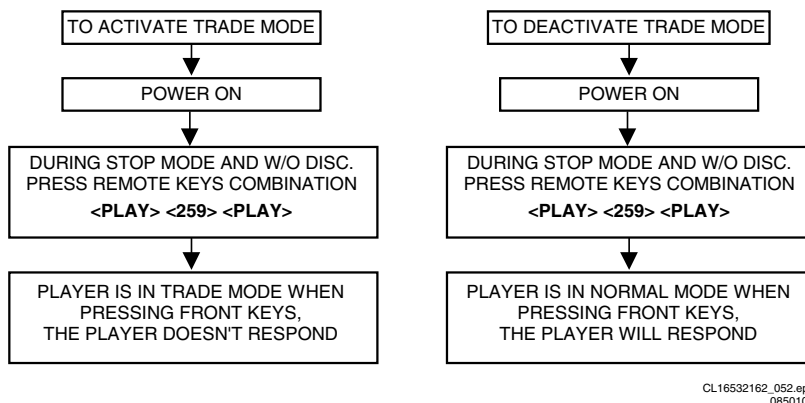 TO ACTIVATE TRADE MODE
POWER ON
DURING STOP MODE AND W/O DISC.
PRESS REMOTE KEYS COMBINATION
<PLAY> <259> <PLAY>
PLAYER IS IN TRADE MODE WHEN
PRESSING FRONT KEYS,
THE PLAYER DOESN'T RESPOND
TO DEACTIVATE TRADE MODE
POWER ON
DURING STOP MODE AND W/O DISC.
PRESS REMOTE KEYS COMBINATION
<PLAY> <259> <PLAY>
PLAYER IS IN NORMAL MODE WHEN
PRESSING FRONT KEYS,
THE PLAYER WILL RESPOND
CL16532162_052.ep
085010